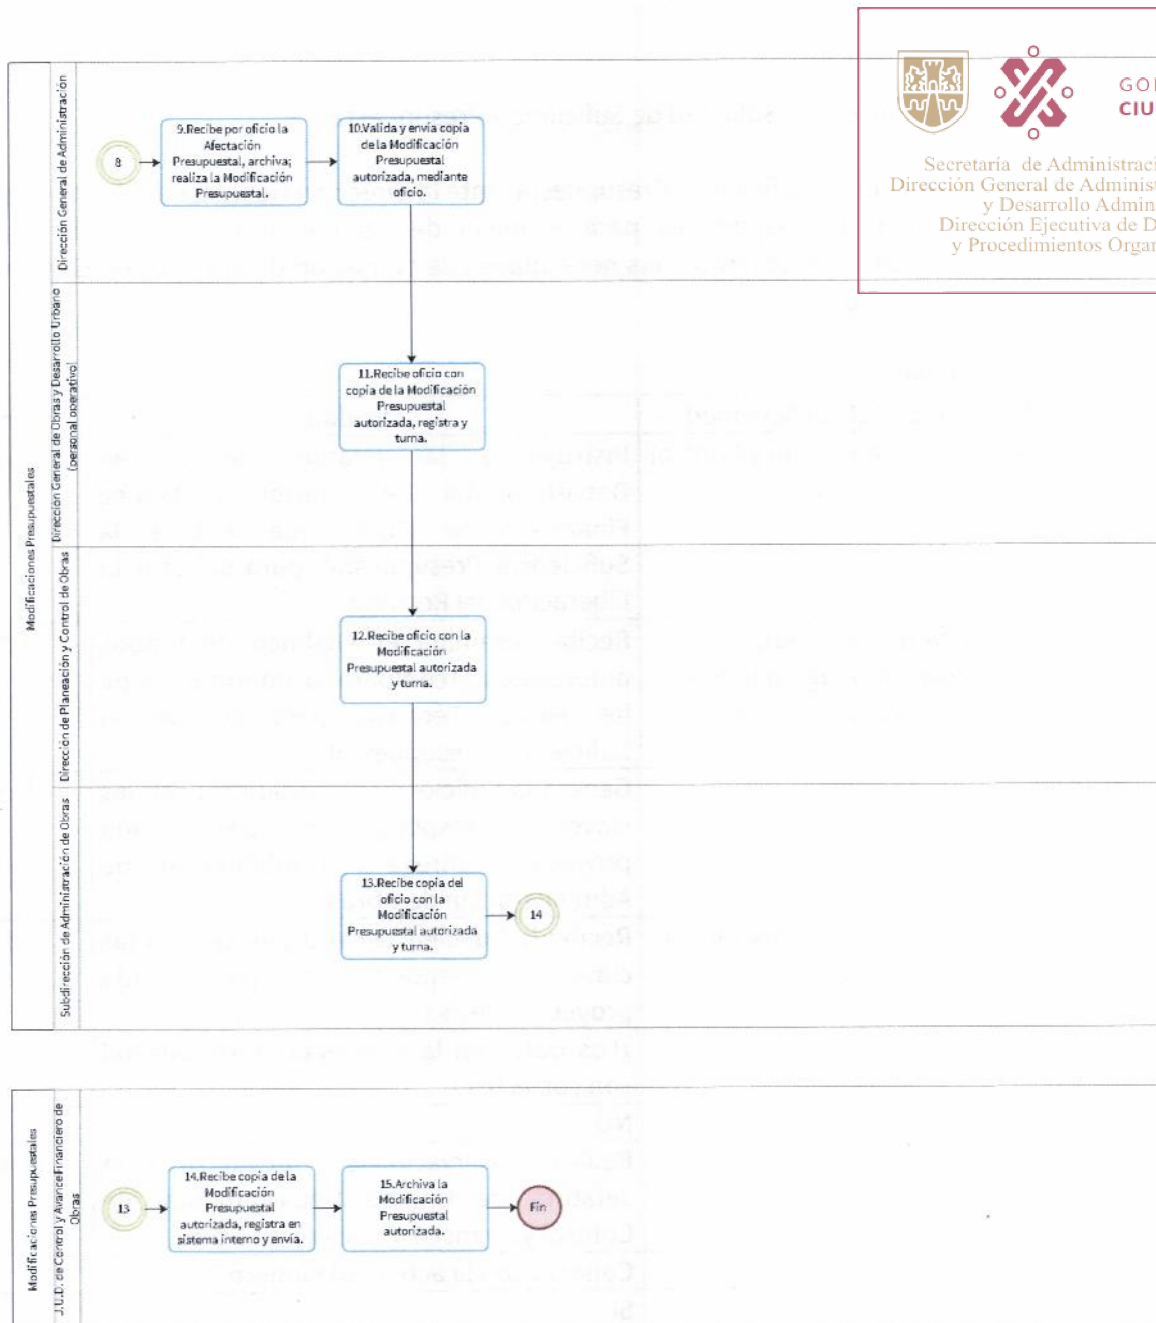 GO
CIU
Secretaría de Administraci
Dirección General de Administ
y Desarrollo Admin
Dirección Ejecutiva de D
y Procedimientos Organ
Modificaciones Presupuestales
Dirección General de Administración
8
9.Recibe por oficio la
Afectación
Presupuestal, archiva;
realiza la Modificación
Presupuestal.
10.Valida y envía copia
de la Modificación
Presupuestal
autorizada, mediante
oficio.
Dirección General de Obras y Desarrollo Urbano
(personal operativo)
11.Recibe oficio con
copia de la Modificación
Presupuestal
autorizada, registra y
turna.
Dirección de Planeación y Control de Obras
12.Recibe oficio con la
Modificación
Presupuestal autorizada
y turna.
Subdirección de Administración de Obras
13.Recibe copia del
oficio con la
Modificación
Presupuestal autorizada
y turna.
14
Modificaciones Presupuestales
J.U.D. de Control y Avance Financiero de
Obras
13
14.Recibe copia de la
Modificación
Presupuestal
autorizada, registra en
sistema interno y envía.
15.Archiva la
Modificación
Presupuestal
autorizada.
Fin